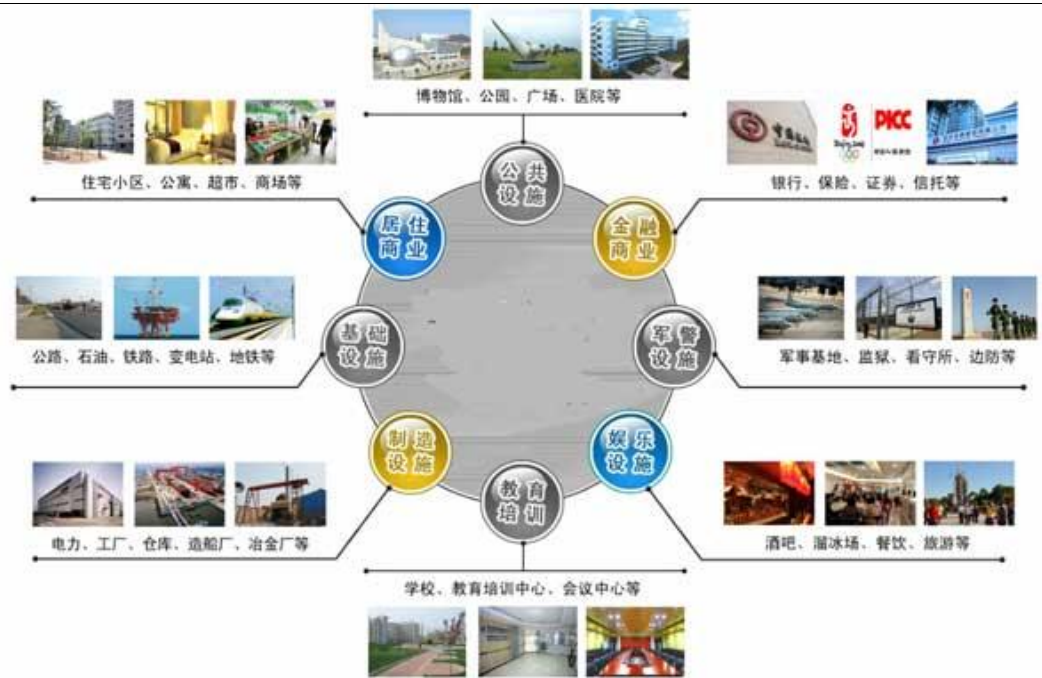 博物馆、公园、广场、医院等
公共
设施
住宅小区、公寓、超市、商场等
居住
商业
中国银行
Beijing 2008
PICC
银行、保险、证券、信托等
金融
商业
公路、石油、铁路、变电站、地铁等
基础
设施
军事基地、监狱、看守所、边防等
军警
设施
电力、工厂、仓库、造船厂、冶金厂等
制造
设施
酒吧、溜冰场、餐饮、旅游等
娱乐
设施
教育
培训
学校、教育培训中心、会议中心等